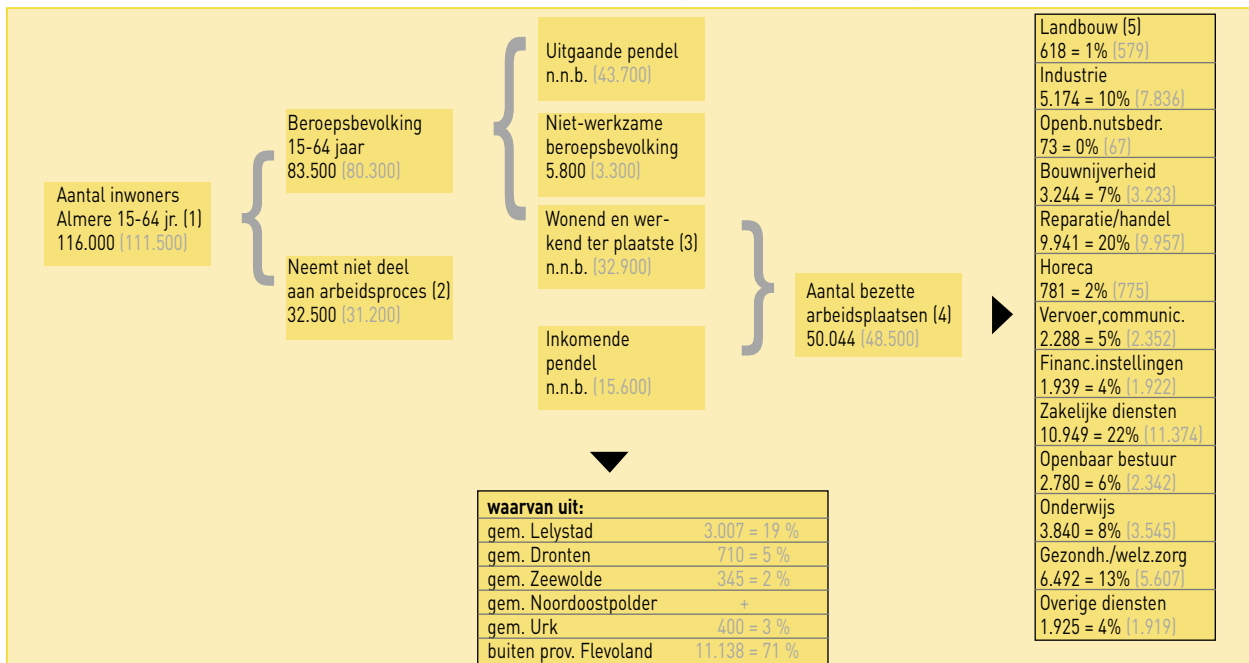 Aantal inwoners
Almere 15-64 jr. (1)
116.000 (111.500)
Beroepsbevolking
15-64 jaar
83.500 (80.300)
Neemt niet deel
aan arbeidsproces (2)
32.500 (31.200)
Uitgaande pendel
n.n.b. (43.700)
Niet-werkzame
beroepsbevolking
5.800 (3.300)
Wonend en wer-
kend ter plaatste (3)
n.n.b. (32.900)
Inkomende
pendel
n.n.b. (15.600)
Aantal bezette
arbeidsplaatsen (4)
50.044 (48.500)
Landbouw (5)
618 = 1% (579)
Industrie
5.174 = 10% (7.836)
Openb.nutsbedr.
73 = 0% (67)
Bouwnijverheid
3.244 = 7% (3.233)
Reparatie/handel
9.941 = 20% (9.957)
Horeca
781 = 2% (775)
Vervoer,communic.
2.288 = 5% (2.352)
Financ.instellingen
1.939 = 4% (1.922)
Zakelijke diensten
10.949 = 22% (11.374)
Openbaar bestuur
2.780 = 6% (2.342)
Onderwijs
3.840 = 8% (3.545)
Gezondh./welz.zorg
6.492 = 13% (5.607)
Overige diensten
1.925 = 4% (1.919)
waarvan uit:
gem. Lelystad 3.007 = 19 %
gem. Dronten 710 = 5 %
gem. Zeewolde 345 = 2 %
gem. Noordoostpolder +
gem. Urk 400 = 3 %
buiten prov. Flevoland 11.138 = 71 %